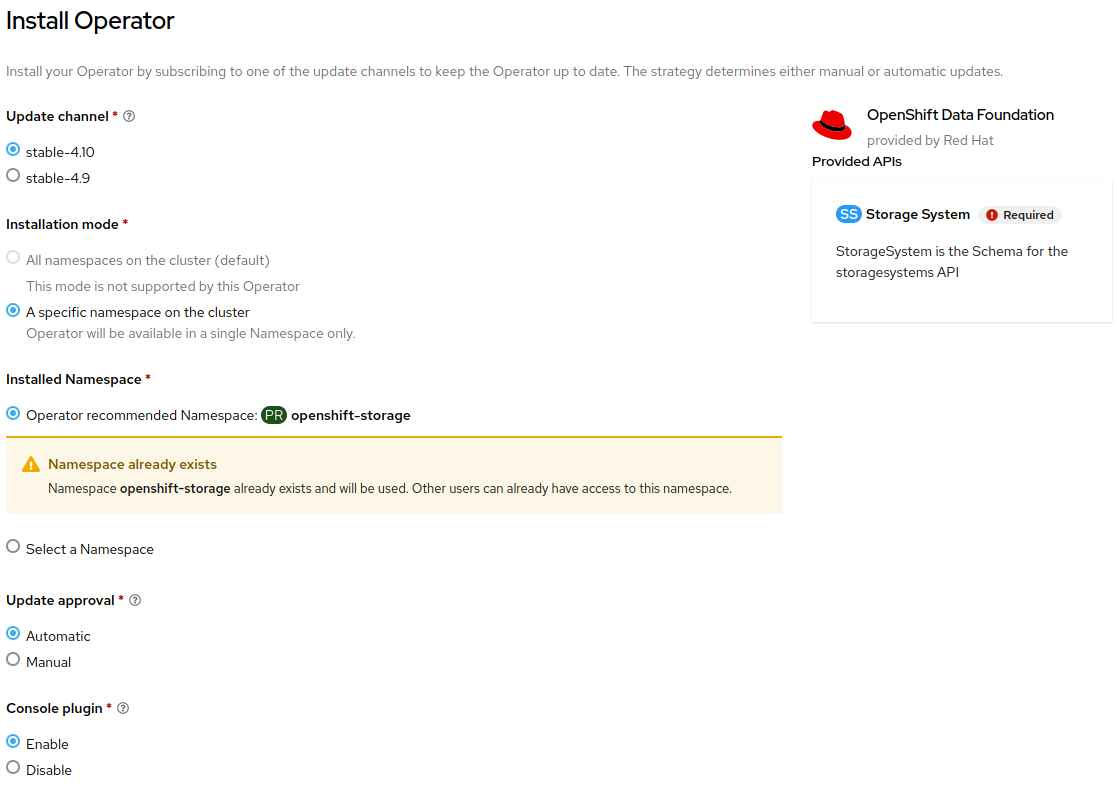 Install Operator
Install your Operator by subscribing to one of the update channels to keep the Operator up to date. The strategy determines either manual or automatic updates.
Update channel *
stable-4.10
stable-4.9
Installation mode *
All namespaces on the cluster (default)
This mode is not supported by this Operator
A specific namespace on the cluster
Operator will be available in a single Namespace only.
Installed Namespace *
Operator recommended Namespace: PR openshift-storage
Namespace already exists
Namespace openshift-storage already exists and will be used. Other users can already have access to this namespace.
Select a Namespace
Update approval *
Automatic
Manual
Console plugin *
Enable
Disable
OpenShift Data Foundation
provided by Red Hat
Provided APIs
SS Storage System Required
StorageSystem is the Schema for the
storagesystems API